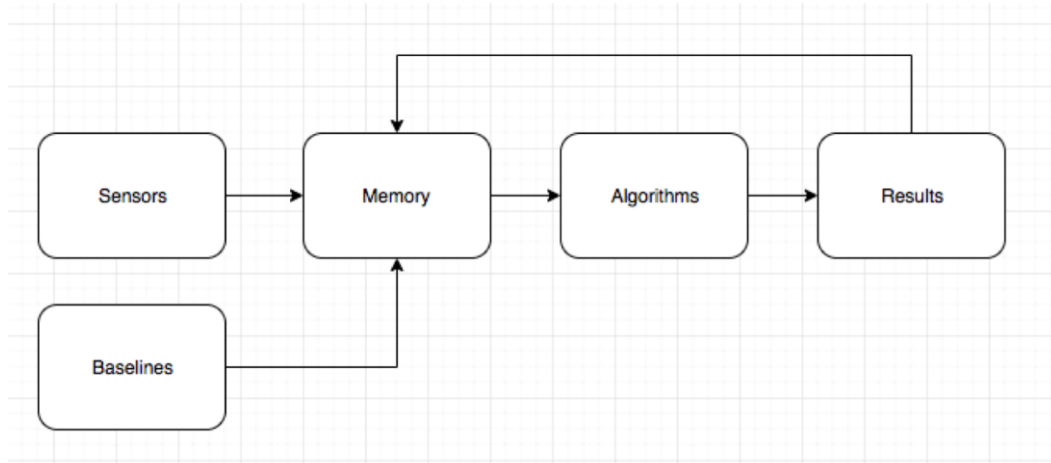 Sensors
Memory
Algorithms
Results
Baselines